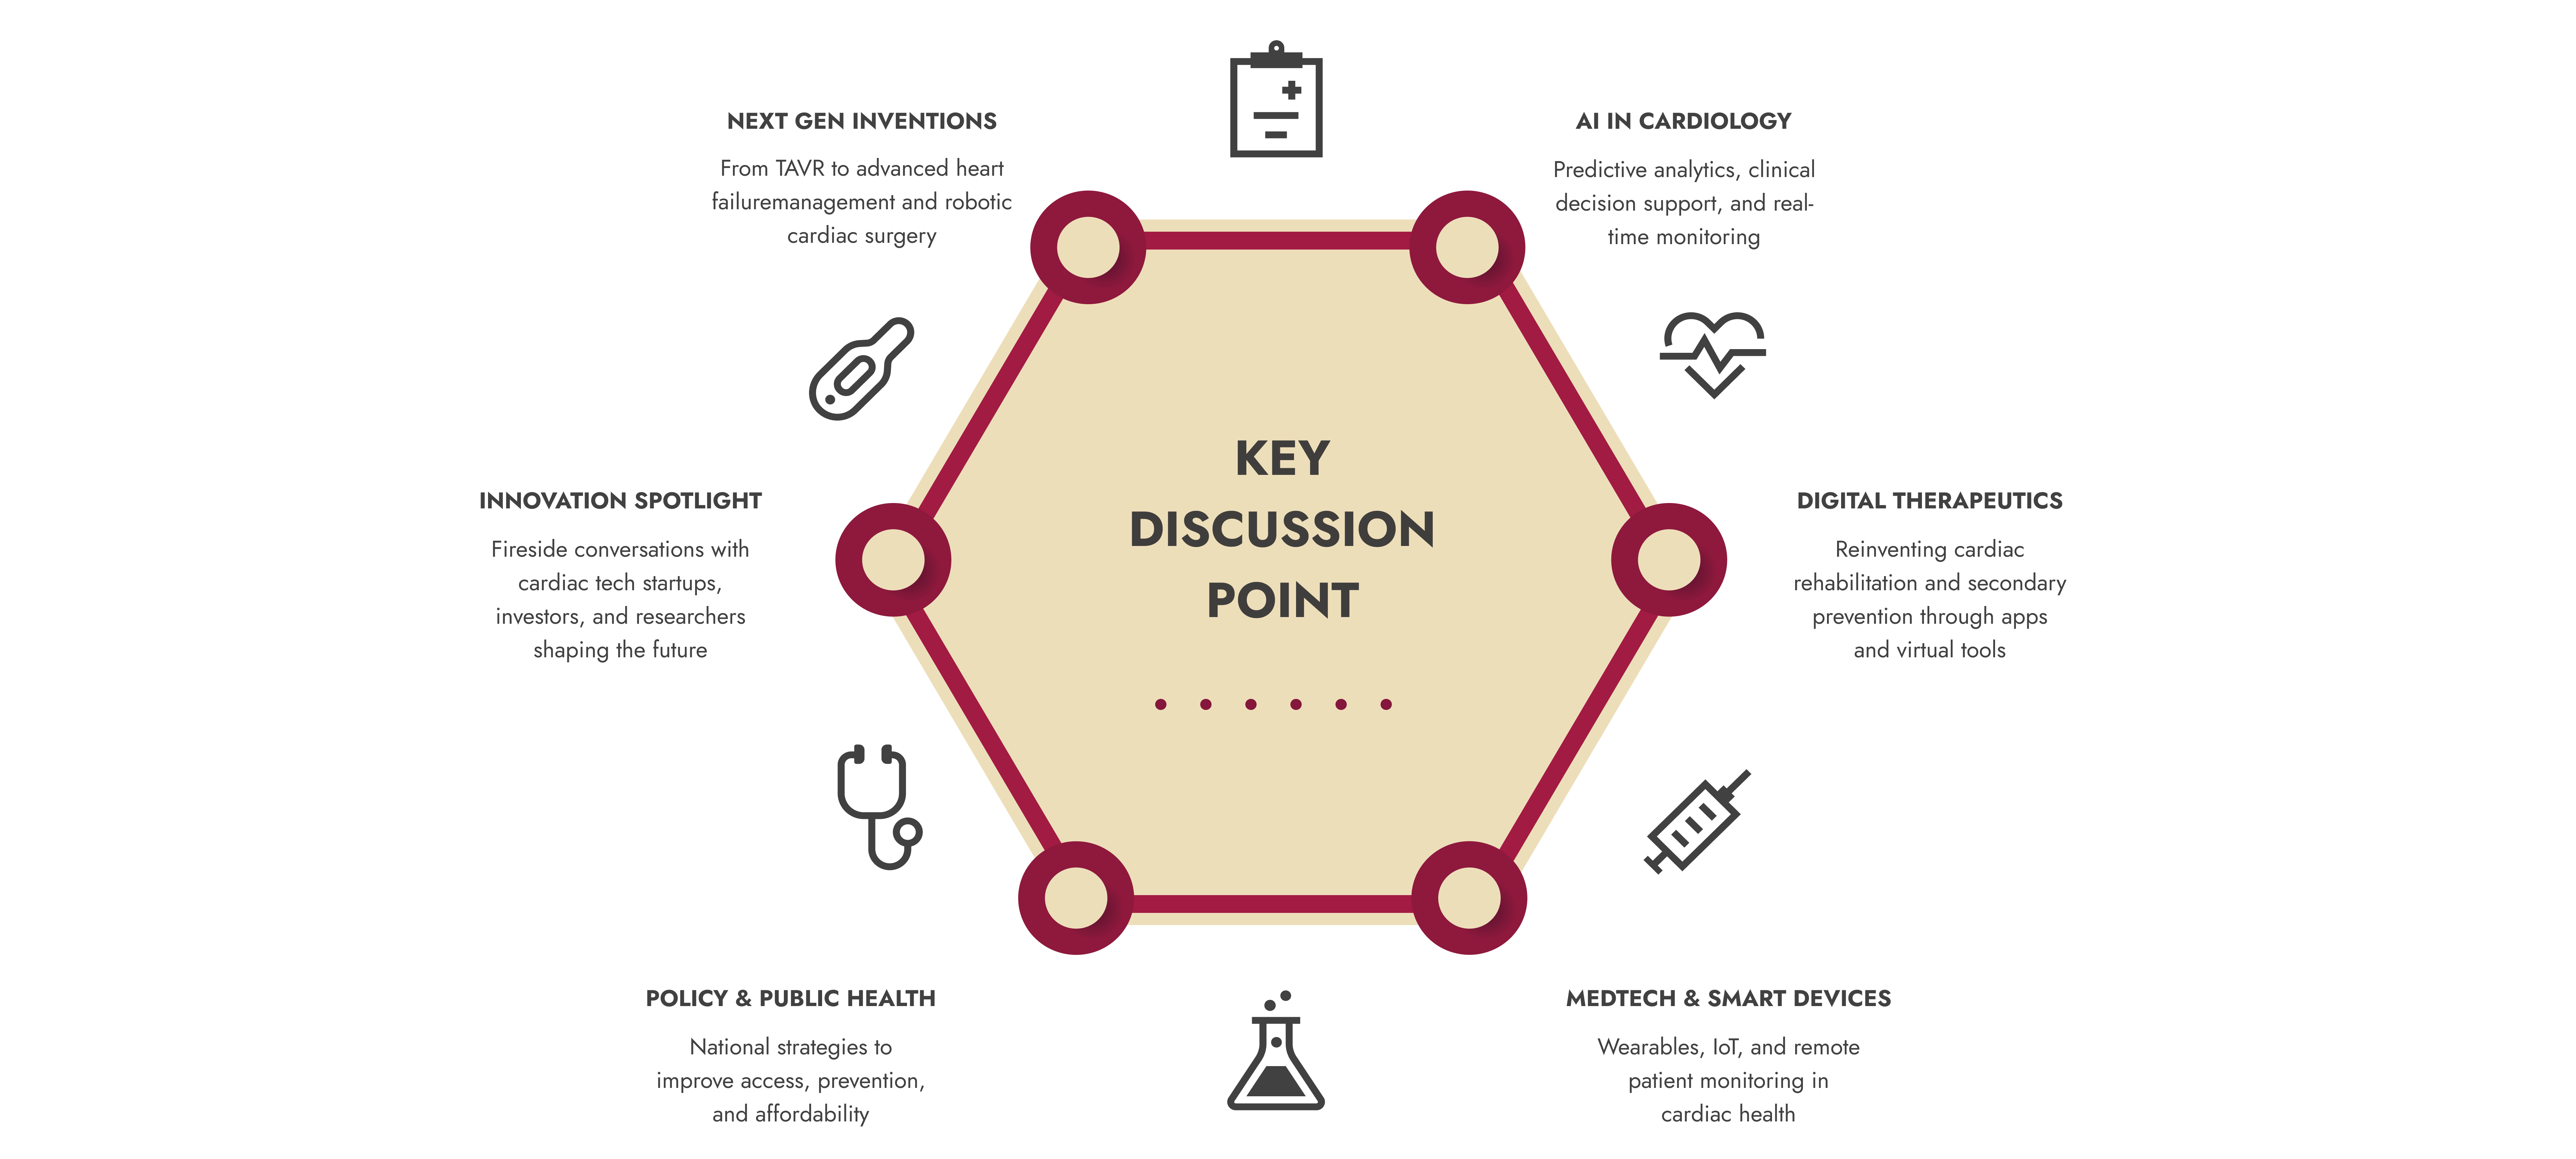 NEXT GEN INVENTIONS
From TAVR to advanced heart
failuremanagement and robotic
cardiac surgery
AI IN CARDIOLOGY
Predictive analytics, clinical
decision support, and real-
time monitoring
KEY
DISCUSSION
POINT
INNOVATION SPOTLIGHT
Fireside conversations with
cardiac tech startups,
investors, and researchers
shaping the future
DIGITAL THERAPEUTICS
Reinventing cardiac
rehabilitation and secondary
prevention through apps
and virtual tools
POLICY & PUBLIC HEALTH
National strategies to
improve access, prevention,
and affordability
MEDTECH & SMART DEVICES
Wearables, IoT, and remote
patient monitoring in
cardiac health